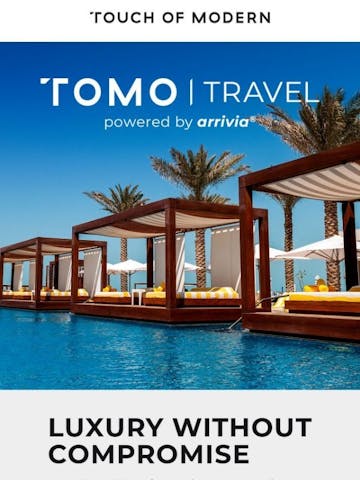 TOUCH OF MODERN
TOMO | TRAVEL
powered by arrivia®
LUXURY WITHOUT
COMPROMISE